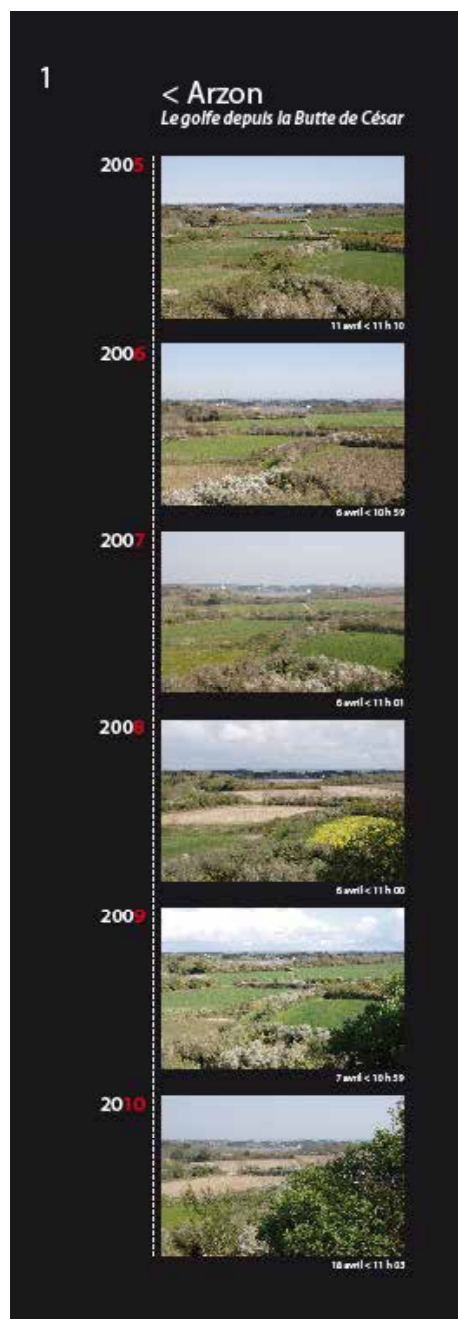 1
< Arzon
Le golfe depuis la Butte de César
2005
11 avril < 11 h 10
2006
6 avril < 10 h 59
2007
6 avril < 11 h 01
2008
6 avril < 11 h 00
2009
7 avril < 10 h 59
2010
18 avril < 11 h 03